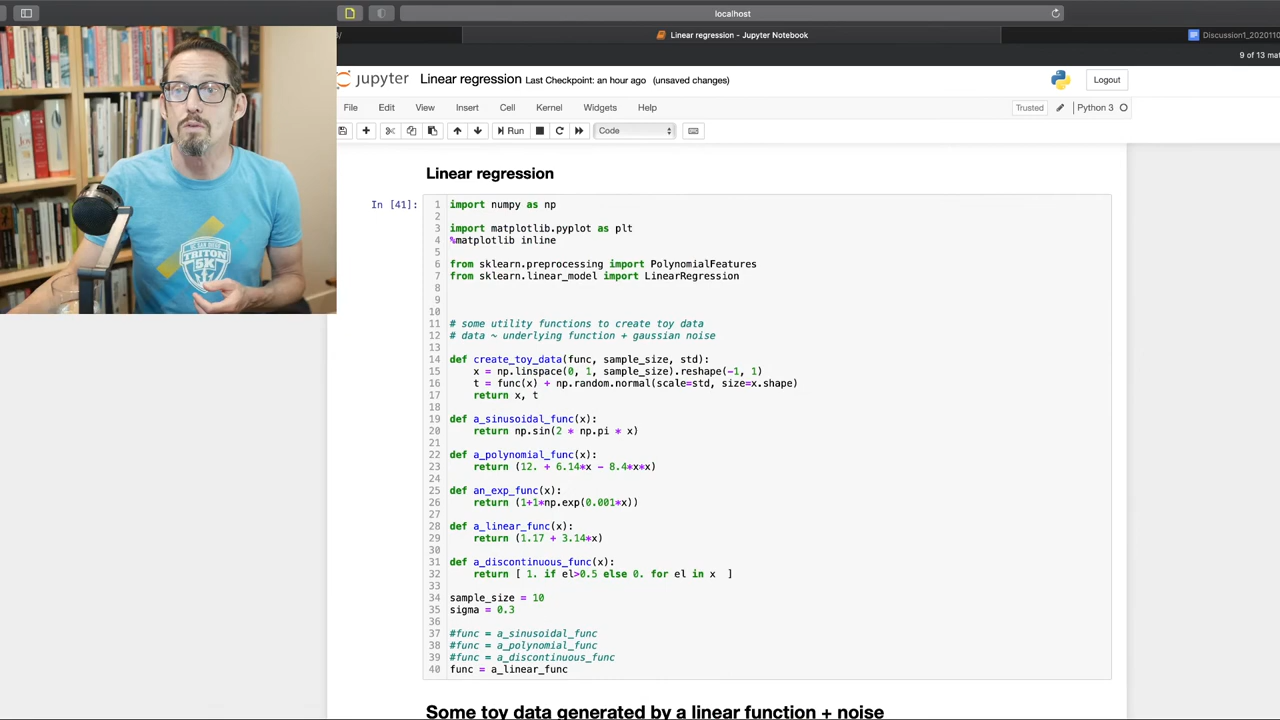 localhost
Linear regression - Jupyter Notebook
Discussion1_2020110
9 of 13 mat
jupyter Linear regression Last Checkpoint: an hour ago (unsaved changes)
Logout
File Edit View Insert Cell Kernel Widgets Help
Trusted Python 3
Run Code
Linear regression
In [41]:
1 import numpy as np
2
3 import matplotlib.pyplot as plt
4 %matplotlib inline
5
6 from sklearn.preprocessing import PolynomialFeatures
7 from sklearn.linear_model import LinearRegression
8
9
10
11 # some utility functions to create toy data
12 # data ~ underlying function + gaussian noise
13
14 def create_toy_data(func, sample_size, std):
15 x = np.linspace(0, 1, sample_size).reshape(-1, 1)
16 t = func(x) + np.random.normal(scale=std, size=x.shape)
17 return x, t
18
19 def a_sinusoidal_func(x):
20 return np.sin(2 * np.pi * x)
21
22 def a_polynomial_func(x):
23 return (12. + 6.14*x - 8.4*x*x)
24
25 def an_exp_func(x):
26 return (1+1*np.exp(0.001*x))
27
28 def a_linear_func(x):
29 return (1.17 + 3.14*x)
30
31 def a_discontinuous_func(x):
32 return [ 1. if el>0.5 else 0. for el in x ]
33
34 sample_size = 10
35 sigma = 0.3
36
37 #func = a_sinusoidal_func
38 #func = a_polynomial_func
39 #func = a_discontinuous_func
40 func = a_linear_func
Some toy data generated by a linear function + noise
UC SAN DIEGO
TRITON
5K